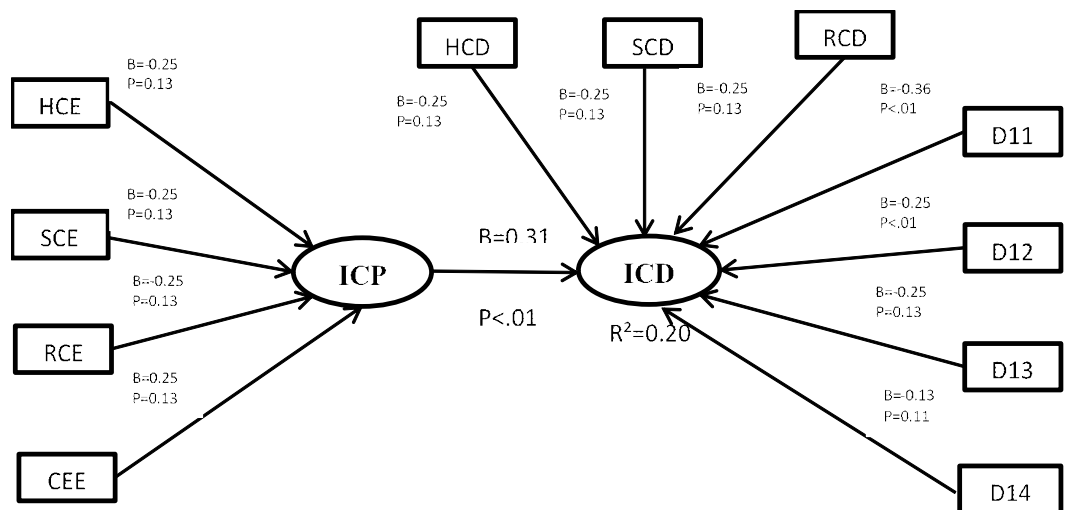 HCD
SCD
RCD
B=-0.25
P=0.13
HCE
B=-0.25
P=0.13
B=-0.25
P=0.13
B=-0.25
P=0.13
B=-0.36
P<.01
D11
B=-0.25
P=0.13
SCE
B=-0.25
P<.01
D12
B=0.31
ICP
ICD
B=-0.25
P=0.13
RCE
P<.01
R²=0.20
B=-0.25
P=0.13
D13
B=-0.25
P=0.13
B=-0.13
P=0.11
CEE
D14